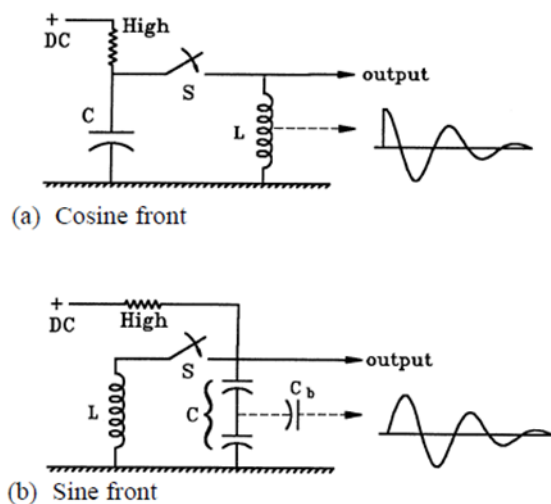 +
DC
High
S
output
C
L
(a) Cosine front
+
DC
High
S
output
L
C
C b
(b) Sine front